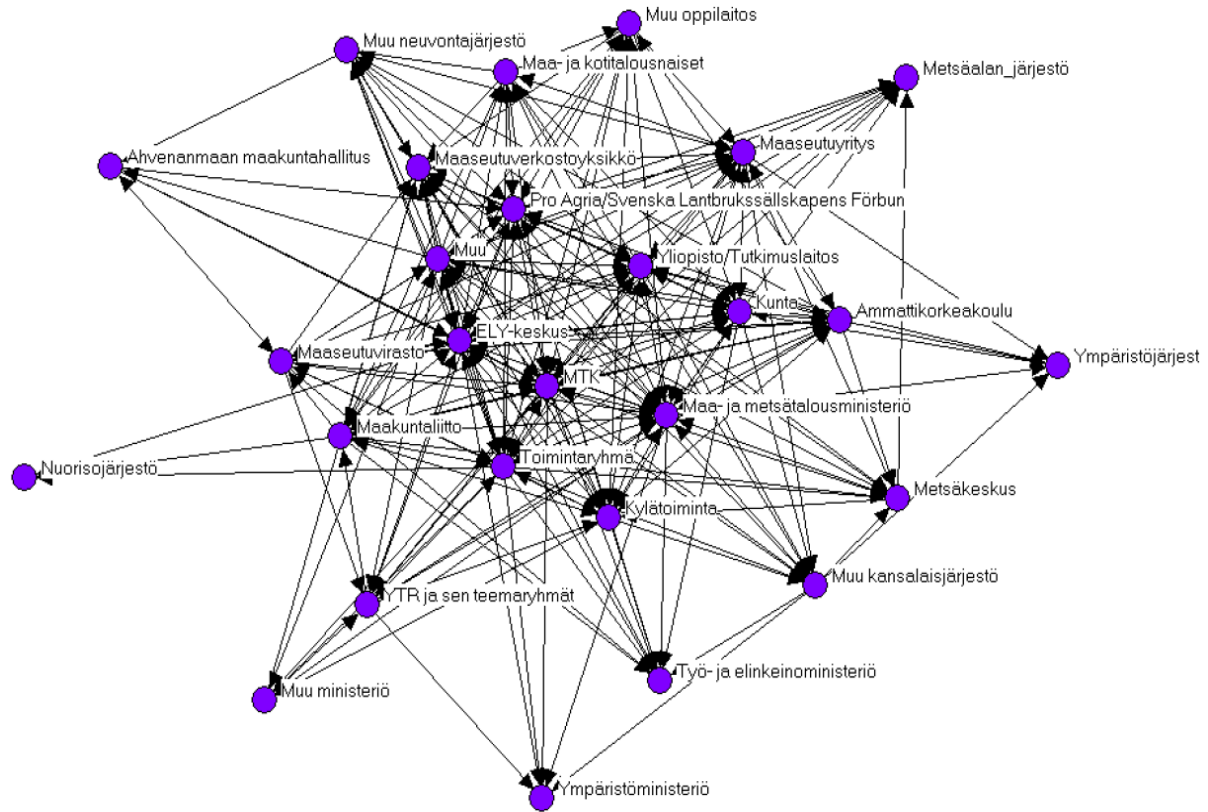 Muu oppilaitos
Muu neuvontajärjestö
Maa- ja kotitalousnaiset
Metsäalan_järjestö
Maaseutuyritys
Ahvenanmaan maakuntahallitus
Maaseutuverkostoyksikkö
Pro Agria/Svenska Lantbrukssällskapens Förbun
Muu
Yliopisto/Tutkimuslaitos
Kunta
Ammattikorkeakoulu
ELY-keskus
Maaseutuvirasto
Ympäristöjärjest
MTK
Maa- ja metsätalousministeriö
Maakuntaliitto
Toimintaryhmä
Nuorisojärjestö
Metsäkeskus
Kylätoiminta
Muu kansalaisjärjestö
YTR ja sen teemaryhmät
Työ- ja elinkeinoministeriö
Muu ministeriö
Ympäristöministeriö